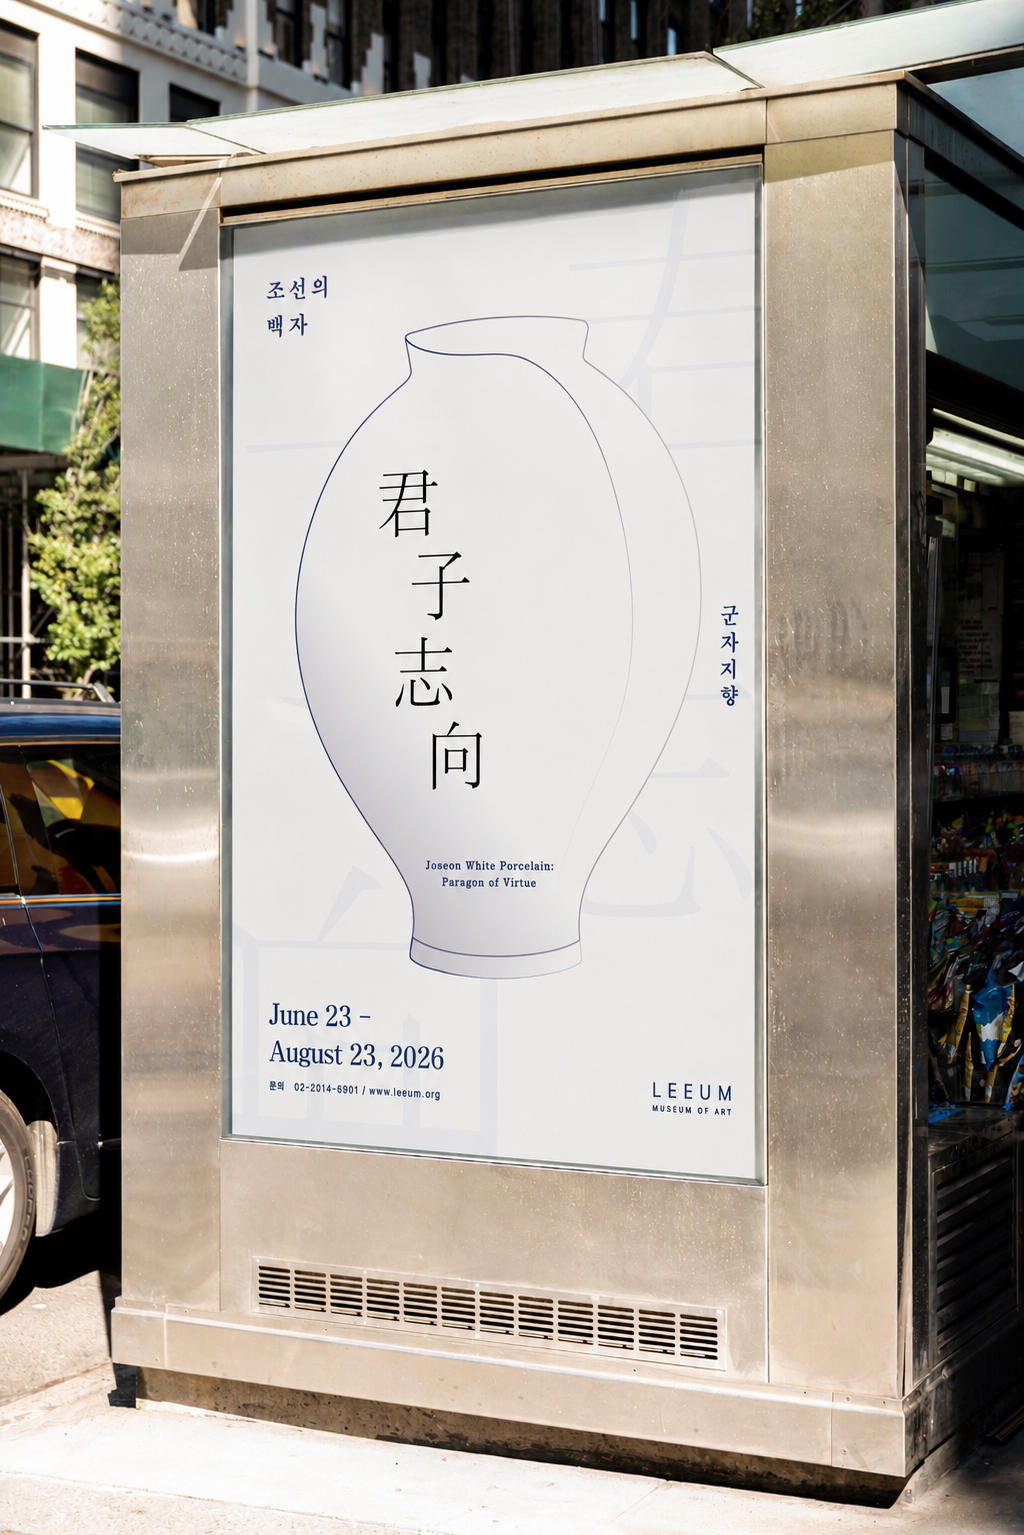 조선의
백자
君子志向
군자지향
Joseon White Porcelain:
Paragon of Virtue
June 23 –
August 23, 2026
문의 02-2014-6901 / www.leeum.org
LEEUM
MUSEUM OF ART